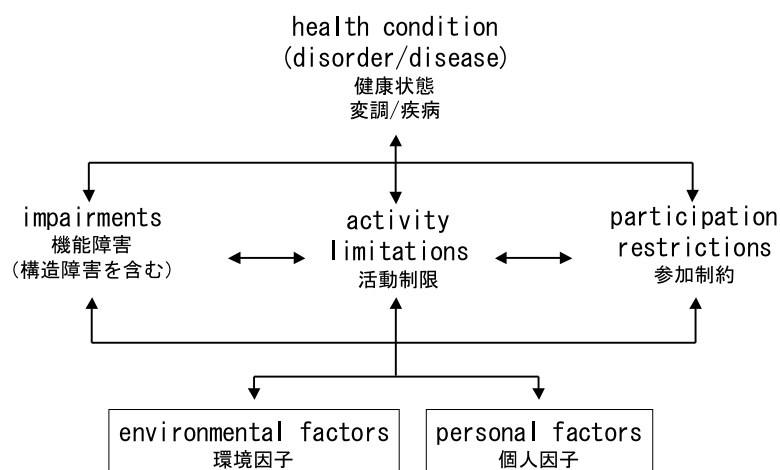 health condition
(disorder/disease)
健康状態
変調/疾病
impairments
機能障害
(構造障害を含む)
activity
limitations
活動制限
participation
restrictions
参加制約
environmental factors
環境因子
personal factors
個人因子